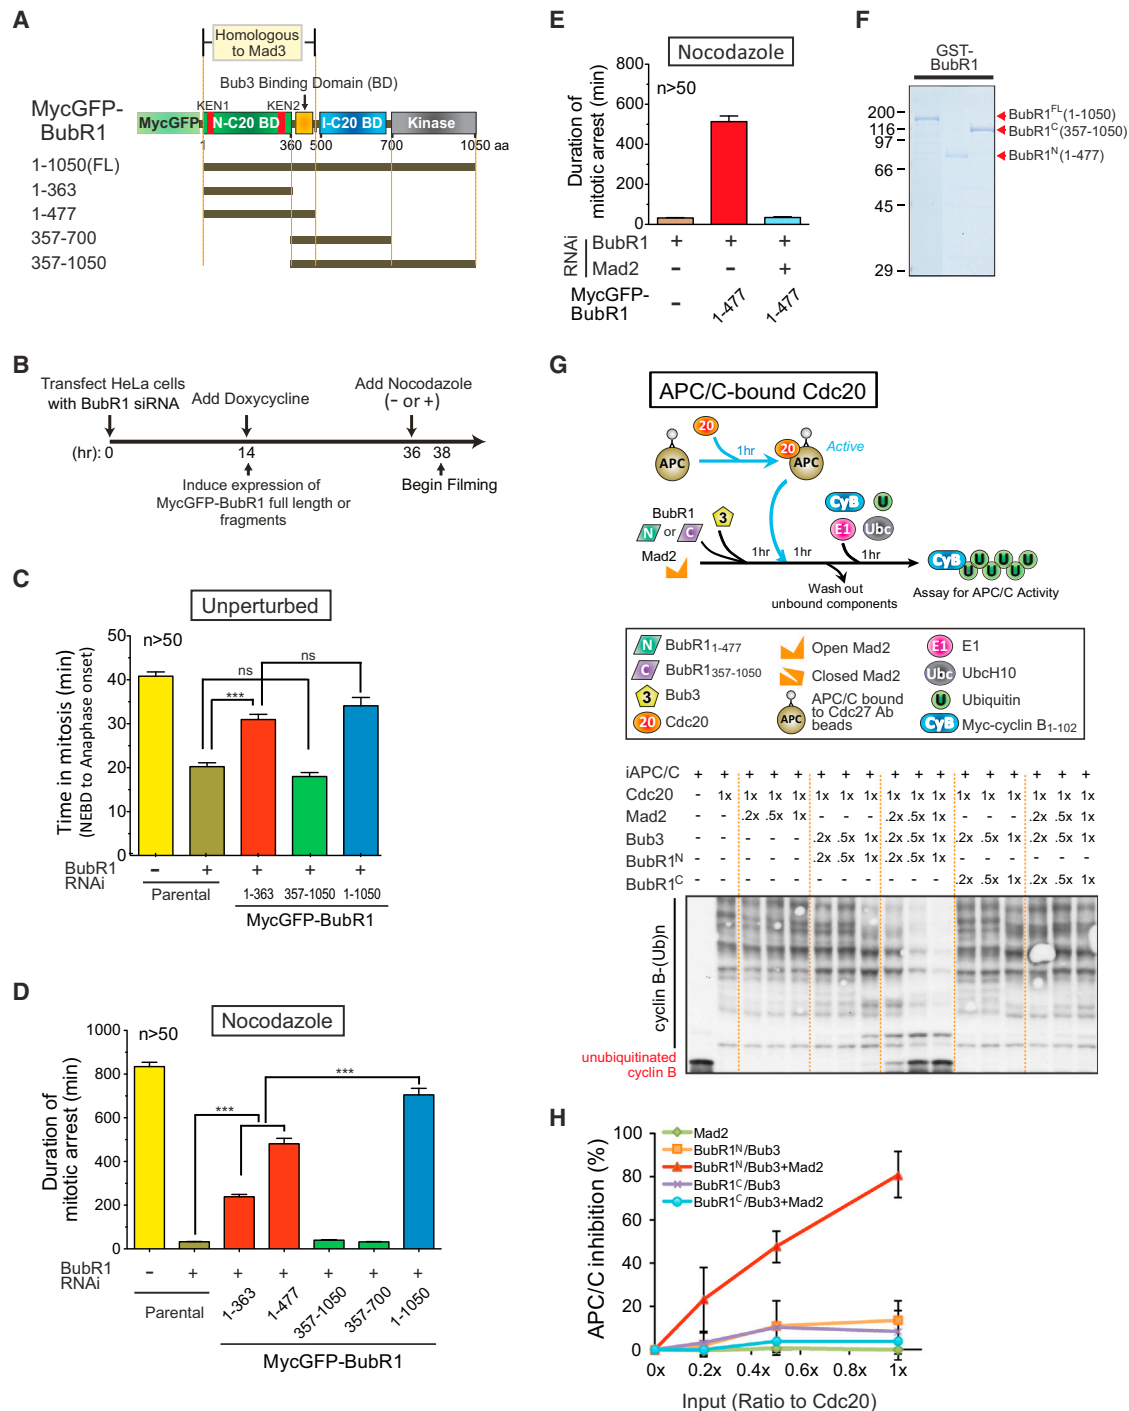 A
Homologous
to Mad3
Bub3 Binding Domain (BD)
MycGFP-
BubR1
KEN1
KEN2
MycGFP
N-C20 BD
I-C20 BD
Kinase
1
360
500
700
1050 aa
1-1050(FL)
1-363
1-477
357-700
357-1050
B
Transfect HeLa cells
with BubR1 siRNA
Add Doxycycline
Add Nocodazole
(- or +)
(hr): 0
14
36
38
Induce expression of
MycGFP-BubR1 full length or
fragments
Begin Filming
C
Unperturbed
Time in mitosis (min)
(NEBD to Anaphase onset)
50
40
30
20
10
0
n>50
ns
ns
***
BubR1
RNAi
- + + + +
Parental
1-363 357-1050 1-1050
MycGFP-BubR1
D
Nocodazole
Duration of
mitotic arrest (min)
1000
800
600
400
200
0
n>50
***
***
BubR1
RNAi
- + + + + + +
Parental
1-363
1-477
357-1050
357-700
1-1050
MycGFP-BubR1
E
Nocodazole
Duration of
mitotic arrest (min)
800
600
400
200
0
n>50
RNAi
BubR1 + + +
Mad2 - - +
MycGFP-
BubR1
-
1-477
1-477
F
GST-
BubR1
200
116
97
66
45
29
BubR1FL(1-1050)
BubR1C(357-1050)
BubR1N(1-477)
G
APC/C-bound Cdc20
20
APC
1hr
20
APC
Active
BubR1
N or C
3
Mad2
1hr
1hr
CyB
U
E1
Ubc
1hr
Wash out
unbound components
CyB
U U U U
U U U
Assay for APC/C Activity
N BubR11-477
C BubR1357-1050
3 Bub3
20 Cdc20
Open Mad2
Closed Mad2
APC
APC/C bound
to Cdc27 Ab
beads
E1 E1
Ubc UbcH10
U Ubiquitin
CyB Myc-cyclin B1-102
iAPC/C + + + + + + + + + + + + + +
Cdc20 - 1x 1x 1x 1x 1x 1x 1x 1x 1x 1x 1x 1x 1x 1x 1x 1x
Mad2 - - .2x .5x 1x - - - .2x .5x 1x - - - .2x .5x 1x
Bub3 - - - - - .2x .5x 1x .2x .5x 1x .2x .5x 1x .2x .5x 1x
BubR1N - - - - - .2x .5x 1x .2x .5x 1x - - - - - -
BubR1C - - - - - - - - - - - .2x .5x 1x .2x .5x 1x
cyclin B-(Ub)n
unubiquitinated
cyclin B
H
APC/C inhibition (%)
100
80
60
40
20
0
Mad2
BubR1N/Bub3
BubR1N/Bub3+Mad2
BubR1C/Bub3
BubR1C/Bub3+Mad2
0x 0.2x 0.4x 0.6x 0.8x 1x
Input (Ratio to Cdc20)